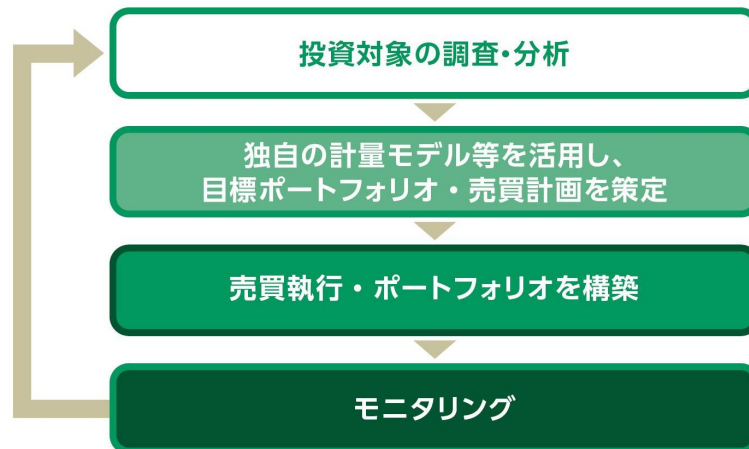 投資対象の調査・分析
独自の計量モデル等を活用し、
目標ポートフォリオ・売買計画を策定
売買執行・ポートフォリオを構築
モニタリング